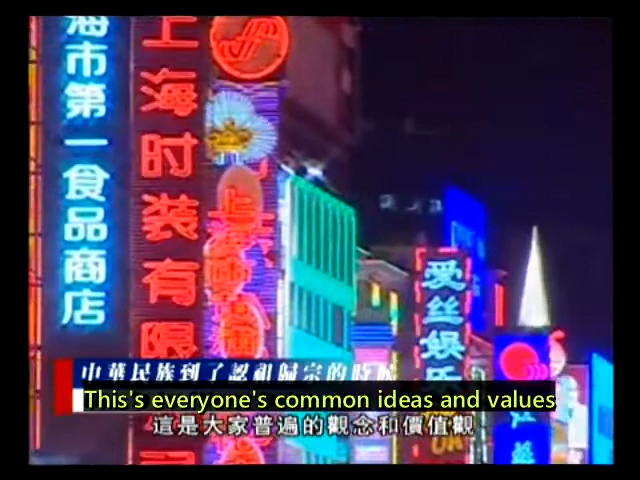 海市第一食品商店
上海时装有限
爱丝娱乐
中華民族到了認祖歸宗的時候
This's everyone's common ideas and values
這是大家普遍的觀念和價值觀